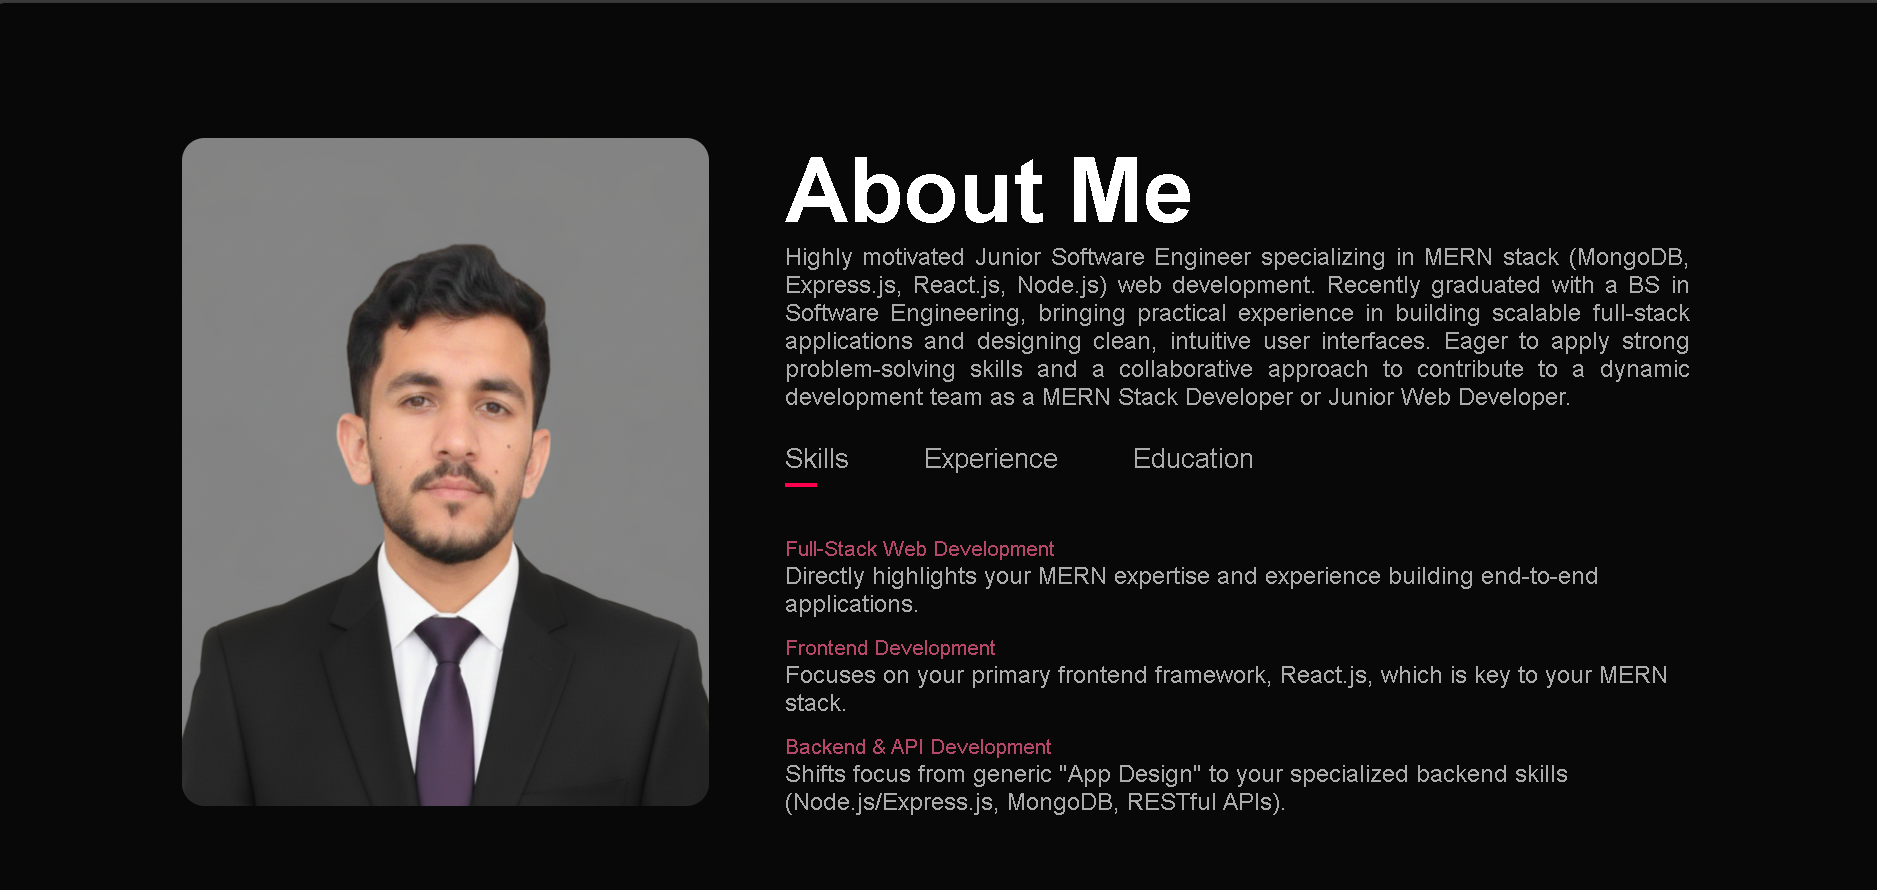 About Me
Highly motivated Junior Software Engineer specializing in MERN stack (MongoDB,
Express.js, React.js, Node.js) web development. Recently graduated with a BS in
Software Engineering, bringing practical experience in building scalable full-stack
applications and designing clean, intuitive user interfaces. Eager to apply strong
problem-solving skills and a collaborative approach to contribute to a dynamic
development team as a MERN Stack Developer or Junior Web Developer.
Skills Experience Education
Full-Stack Web Development
Directly highlights your MERN expertise and experience building end-to-end
applications.
Frontend Development
Focuses on your primary frontend framework, React.js, which is key to your MERN
stack.
Backend & API Development
Shifts focus from generic "App Design" to your specialized backend skills
(Node.js/Express.js, MongoDB, RESTful APIs).